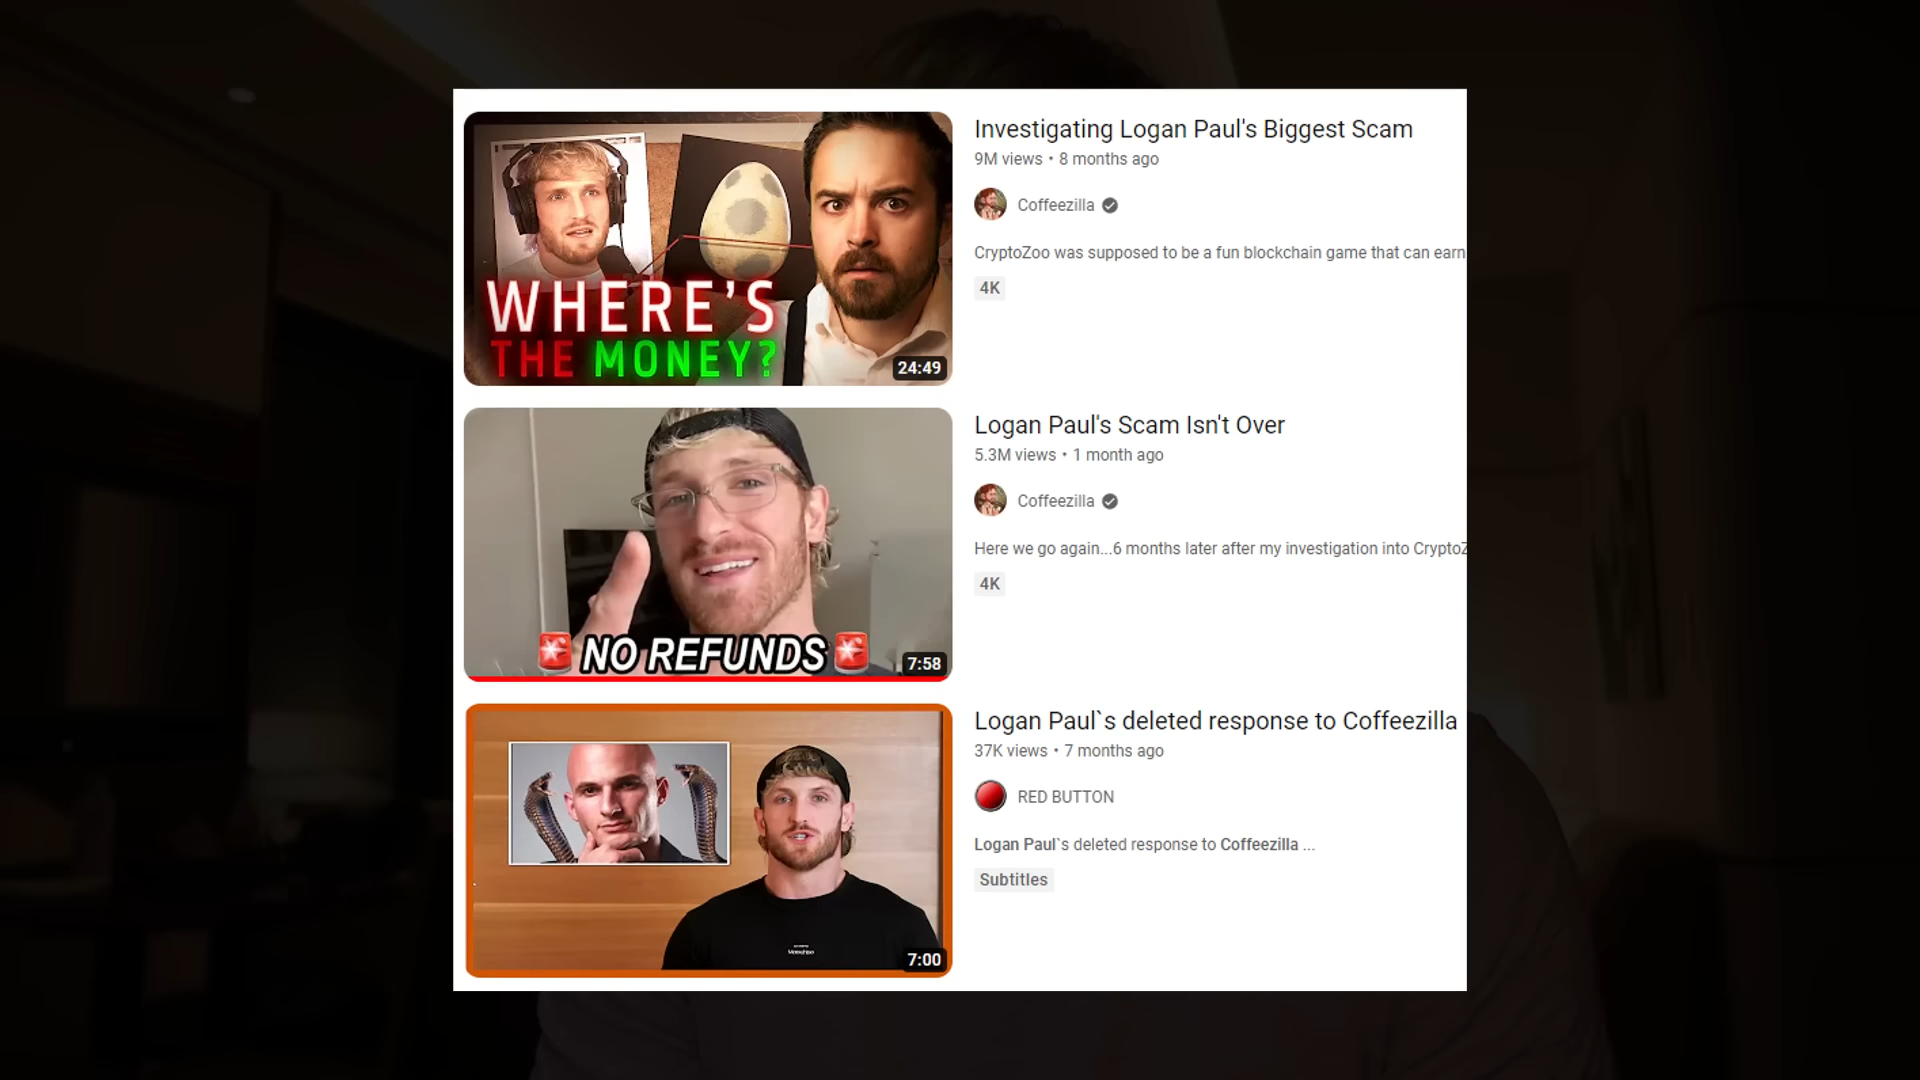 WHERE'S
THE MONEY?
24:49
Investigating Logan Paul's Biggest Scam
9M views • 8 months ago
Coffeezilla
CryptoZoo was supposed to be a fun blockchain game that can earn
4K
NO REFUNDS
7:58
Logan Paul's Scam Isn't Over
5.3M views • 1 month ago
Coffeezilla
Here we go again...6 months later after my investigation into CryptoZ
4K
7:00
Logan Paul`s deleted response to Coffeezilla
37K views • 7 months ago
RED BUTTON
Logan Paul`s deleted response to Coffeezilla ...
Subtitles